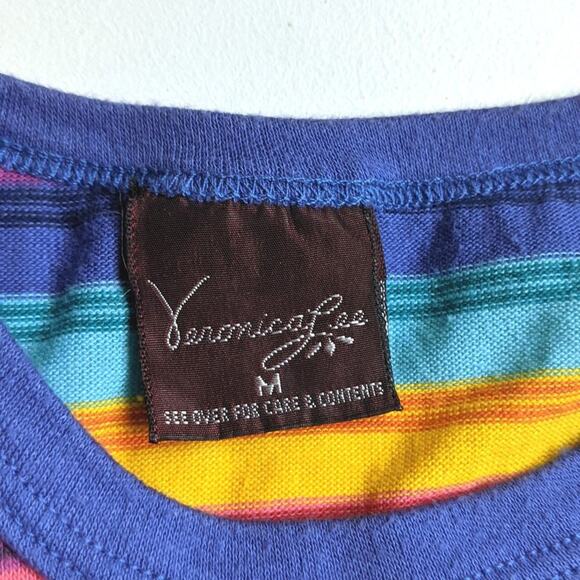 Veronica Lee
M
SEE OVER FOR CARE & CONTENTS